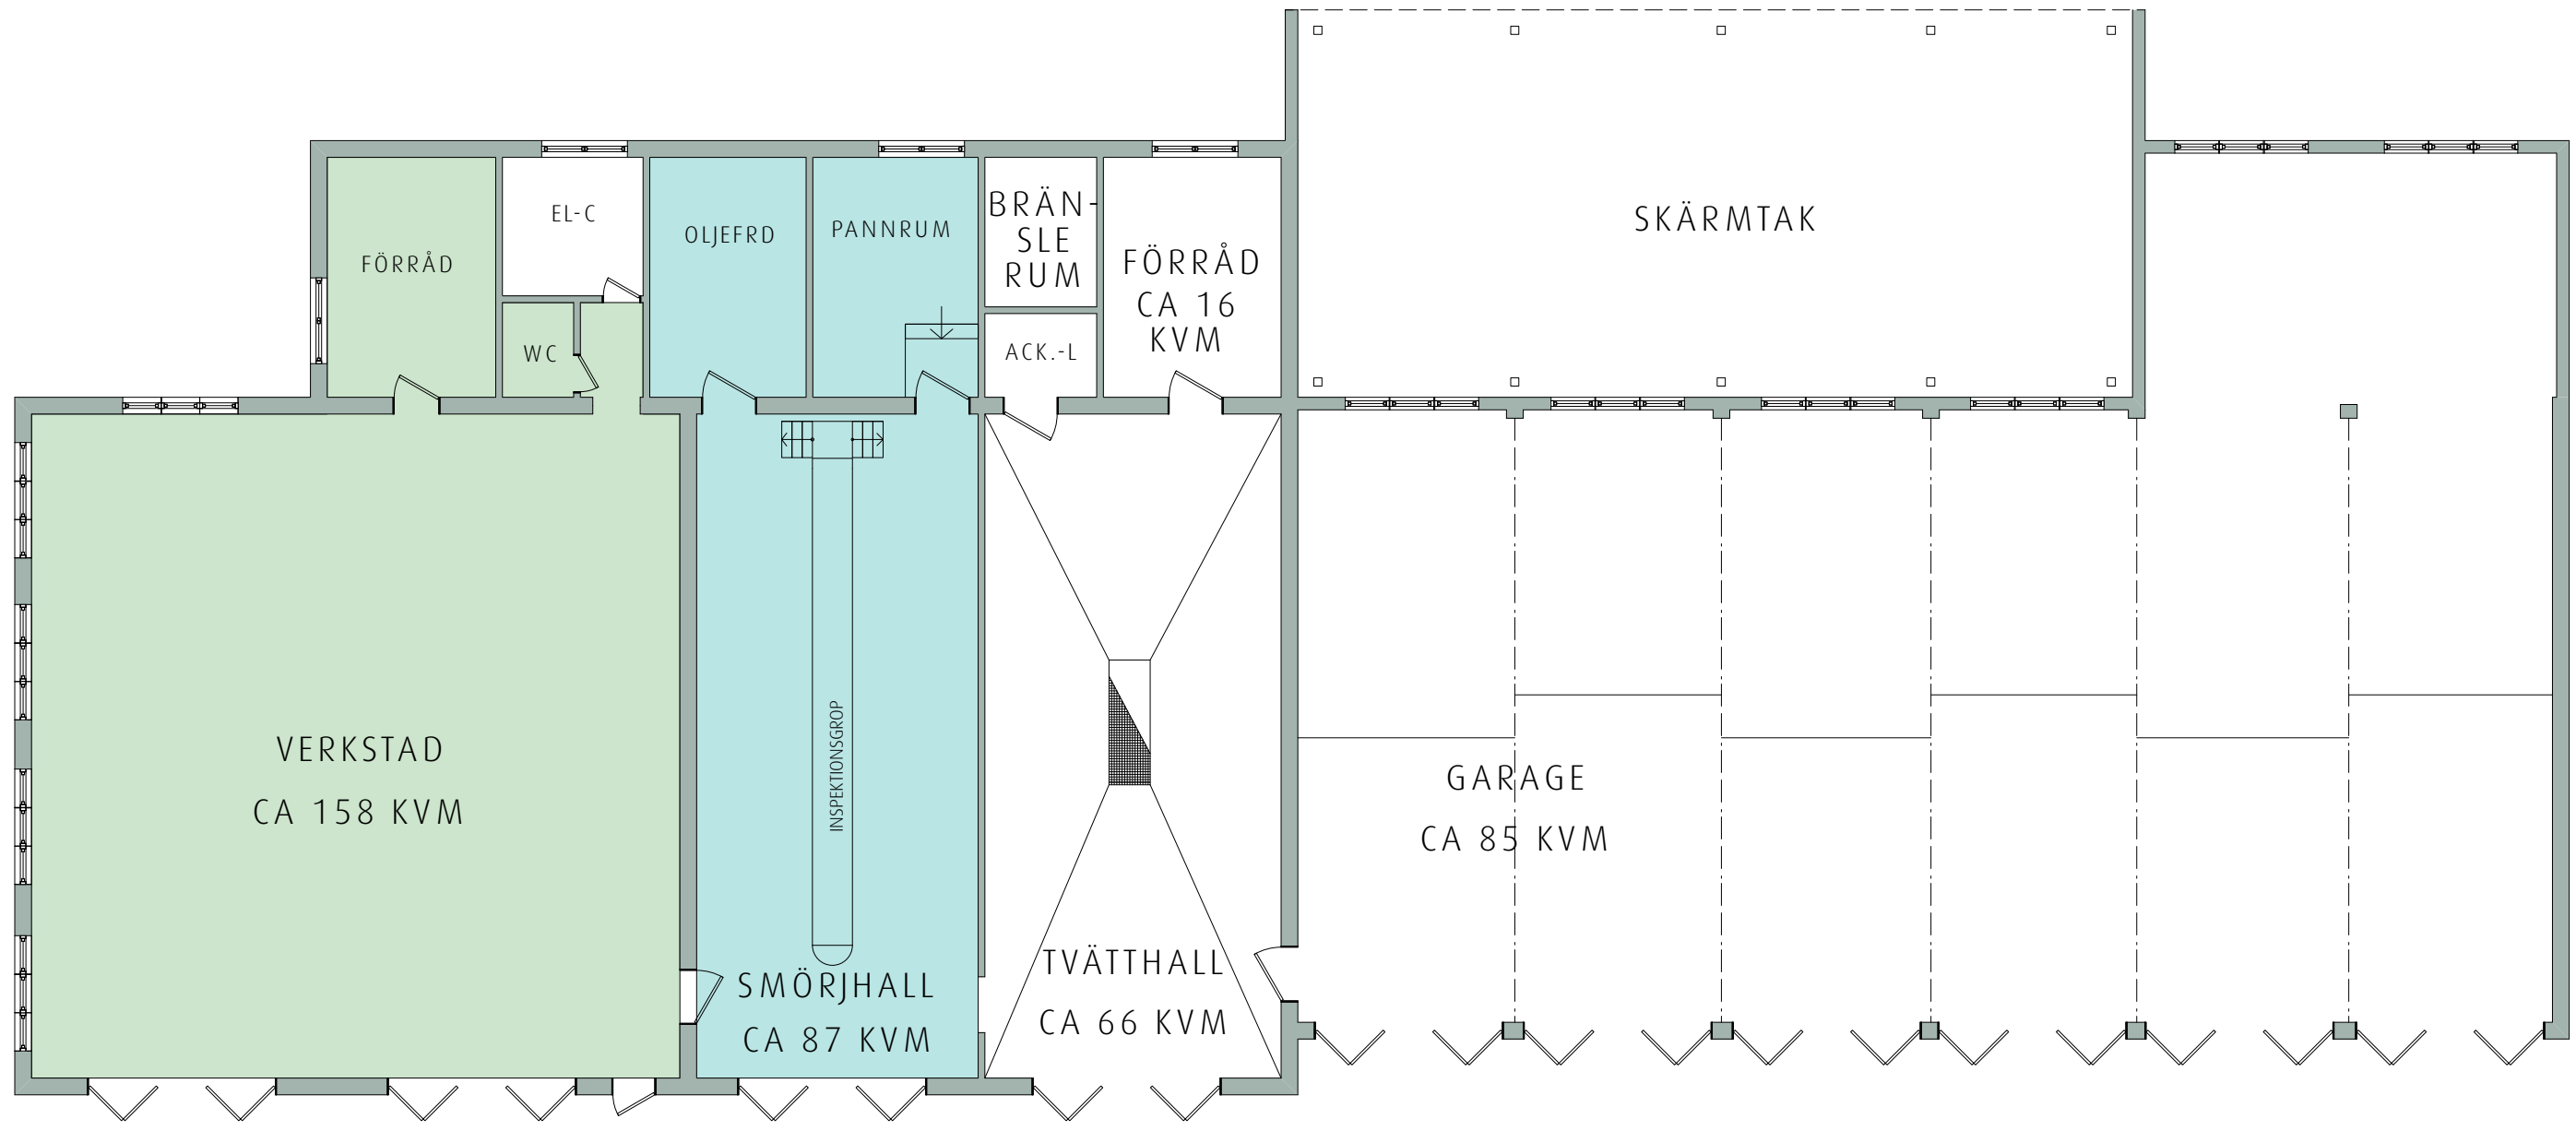 FÖRRÅD
EL-C
WC
OLJEFRD
PANNRUM
BRÄN-
SLE
RUM
ACK.-L
FÖRRÅD
CA 16
KVM
SKÄRMTAK
VERKSTAD
CA 158 KVM
INSPEKTIONSGROP
SMÖRJHALL
CA 87 KVM
TVÄTTHALL
CA 66 KVM
GARAGE
CA 85 KVM